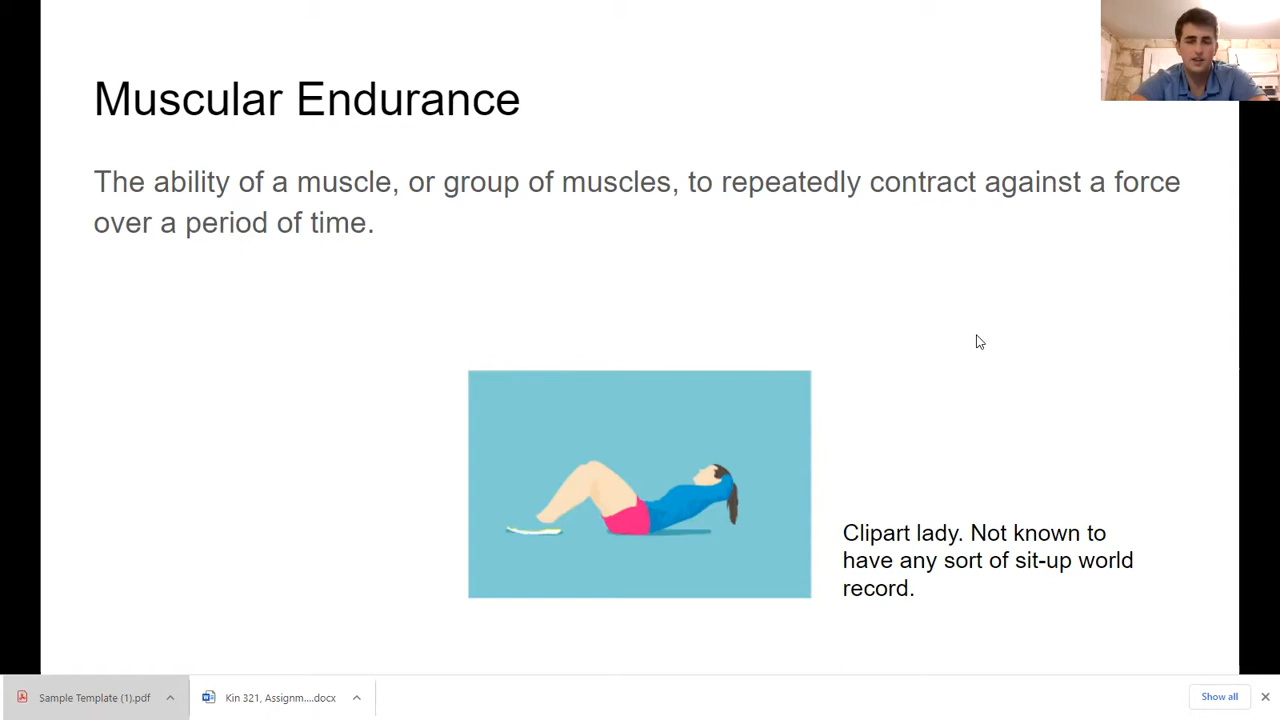 Muscular Endurance
The ability of a muscle, or group of muscles, to repeatedly contract against a force
over a period of time.
Clipart lady. Not known to
have any sort of sit-up world
record.
Sample Template (1).pdf
Kin 321, Assignm....docx
Show all